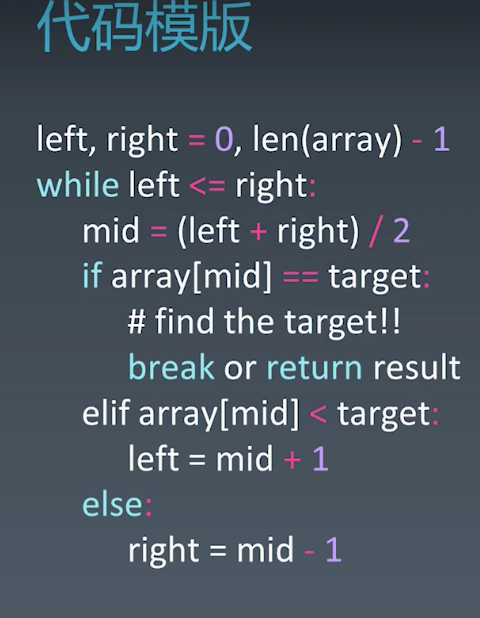 代码模版
left, right = 0, len(array) - 1
while left <= right:
    mid = (left + right) / 2
    if array[mid] == target:
        # find the target!!
        break or return result
    elif array[mid] < target:
        left = mid + 1
    else:
        right = mid - 1